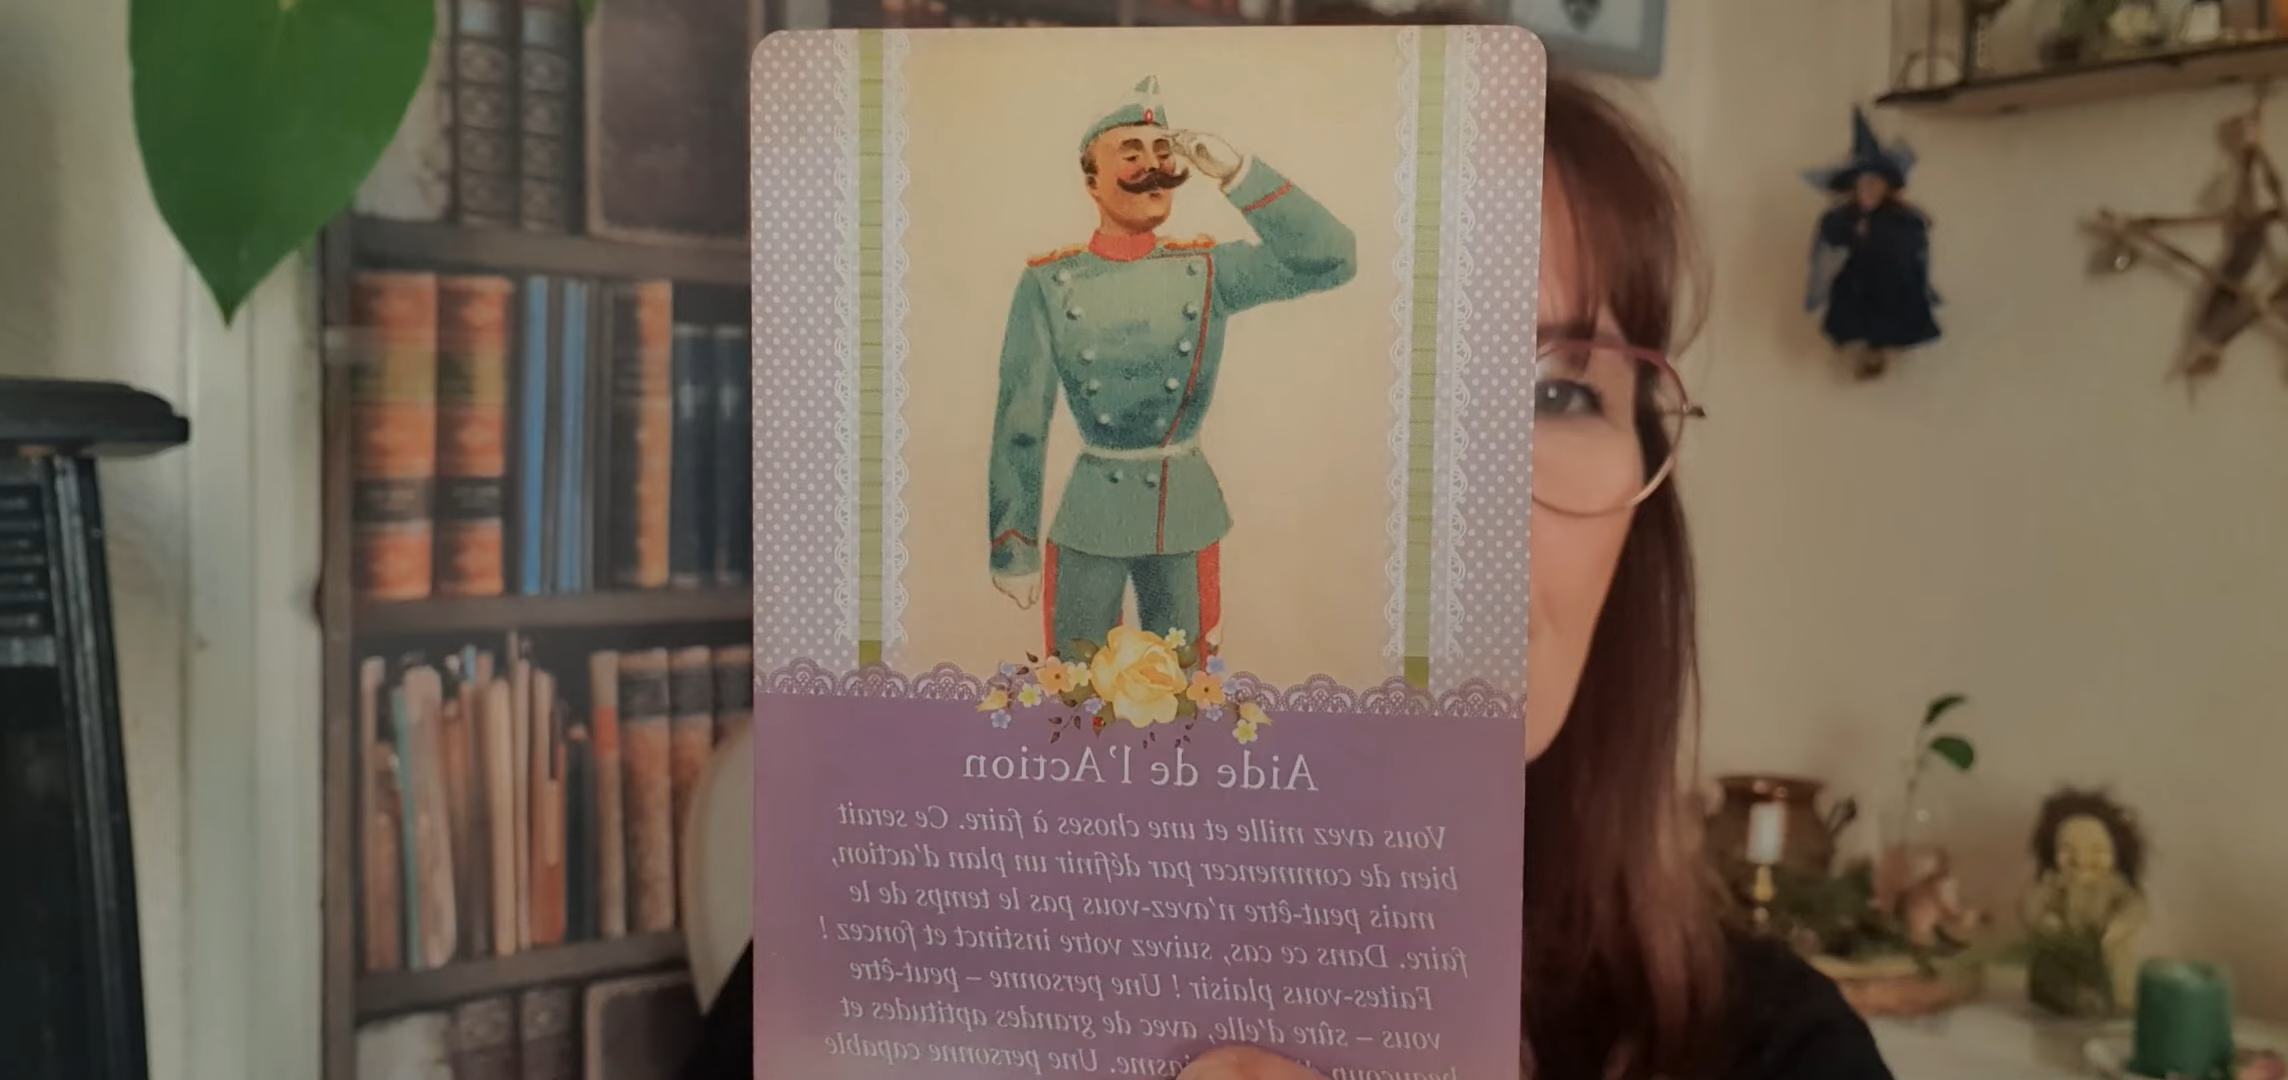 Aide de l'Action
Vous avez mille et une choses à faire. Ce serait
bien de commencer par définir un plan d'action,
mais peut-être n'avez-vous pas le temps de le
faire. Dans ce cas, suivez votre instinct et foncez !
Faites-vous plaisir ! Une personne – peut-être
vous – sûre d'elle, avec de grandes aptitudes et
Une personne capable